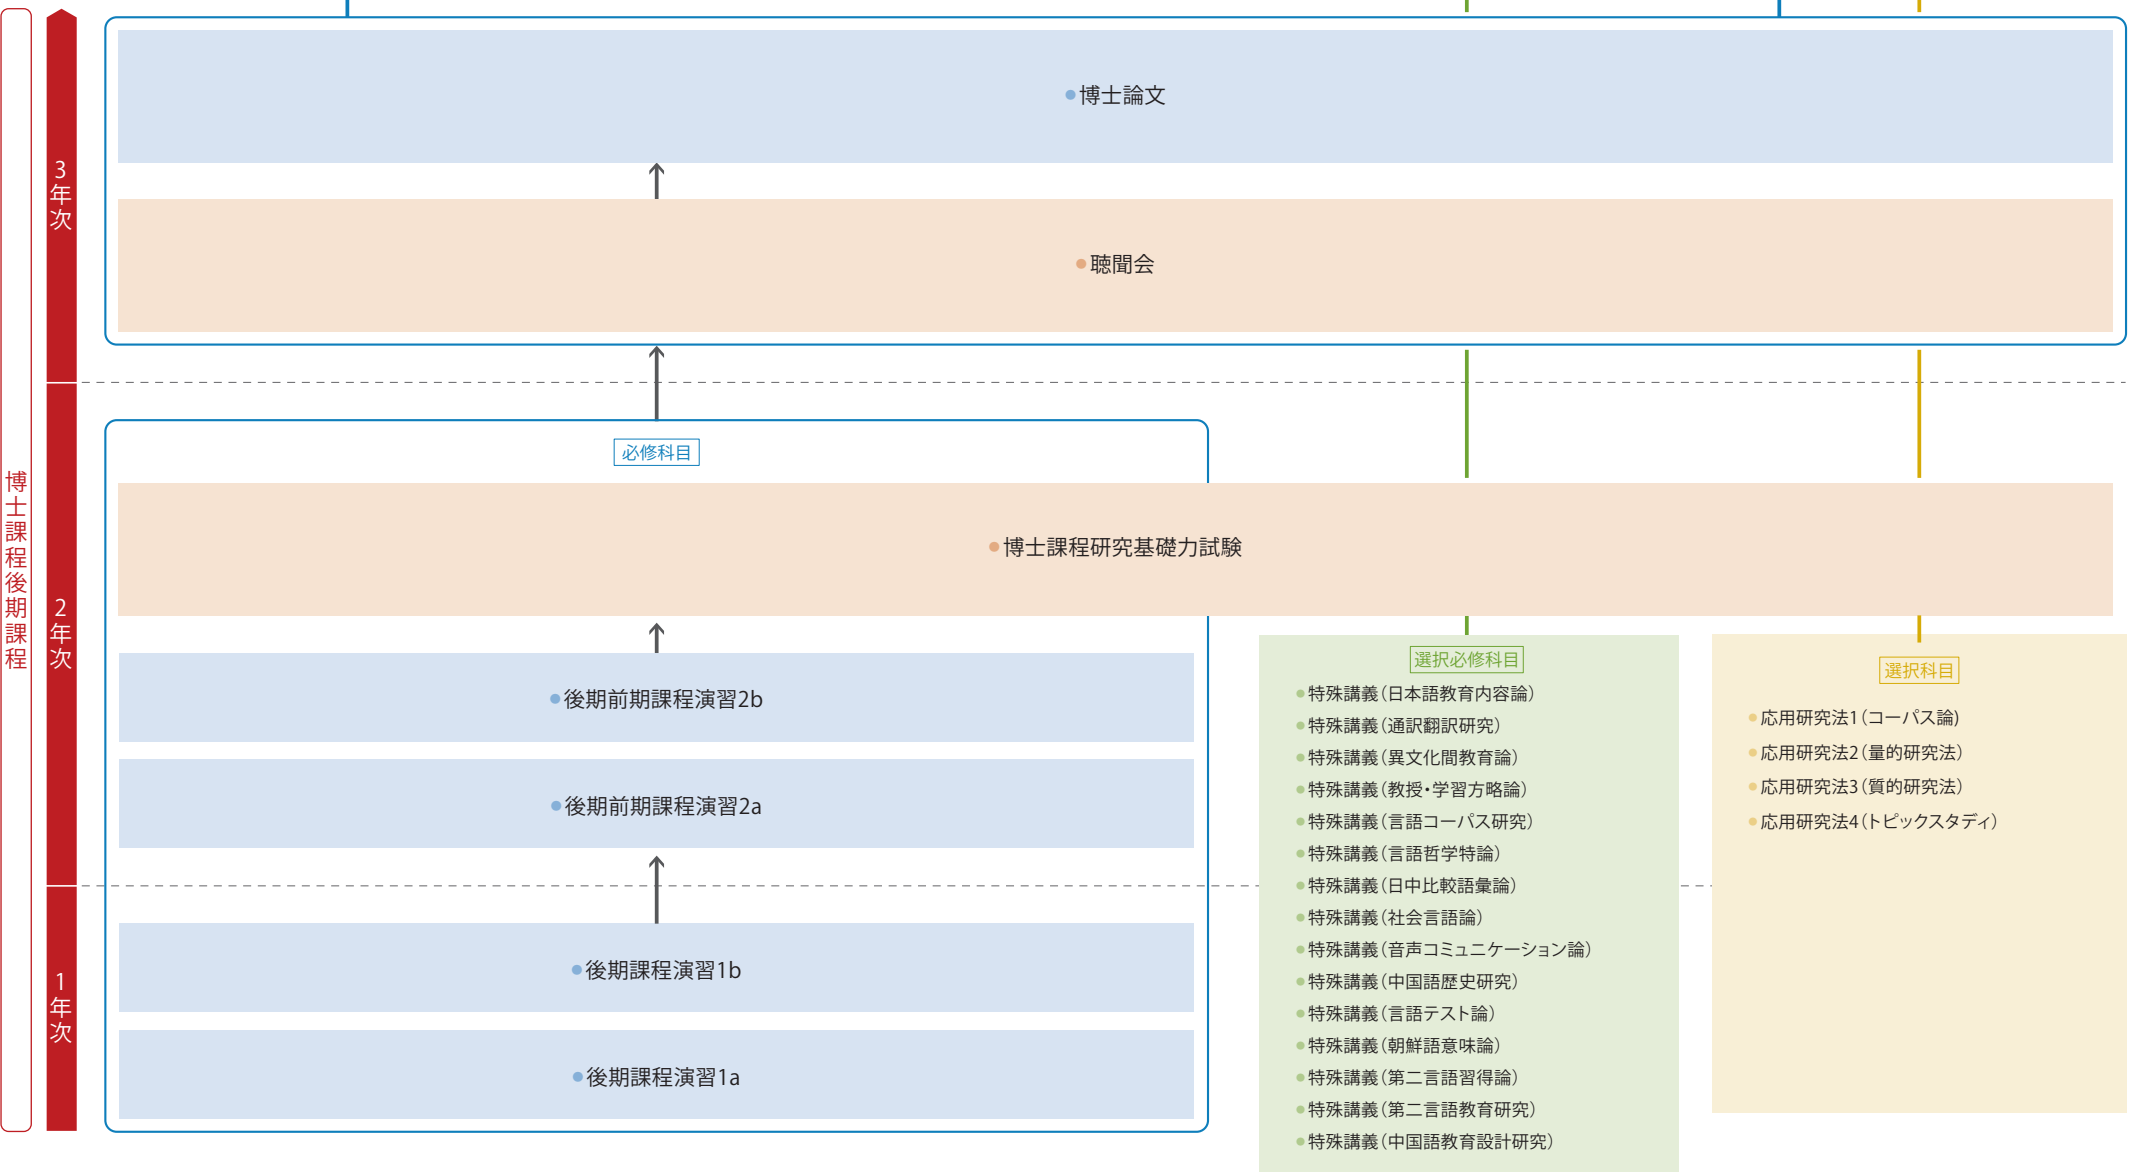 博士課程後期課程
3年次
●博士論文
●聴聞会
2年次
必修科目
●博士課程研究基礎力試験
●後期前期課程演習2b
●後期前期課程演習2a
1年次
●後期課程演習1b
●後期課程演習1a
選択必修科目
●特殊講義(日本語教育内容論)
●特殊講義(通訳翻訳研究)
●特殊講義(異文化間教育論)
●特殊講義(教授・学習方略論)
●特殊講義(言語コーパス研究)
●特殊講義(言語哲学特論)
●特殊講義(日中比較語彙論)
●特殊講義(社会言語論)
●特殊講義(音声コミュニケーション論)
●特殊講義(中国語歴史研究)
●特殊講義(言語テスト論)
●特殊講義(朝鮮語意味論)
●特殊講義(第二言語習得論)
●特殊講義(第二言語教育研究)
●特殊講義(中国語教育設計研究)
選択科目
●応用研究法1(コーパス論)
●応用研究法2(量的研究法)
●応用研究法3(質的研究法)
●応用研究法4(トピックスタディ)